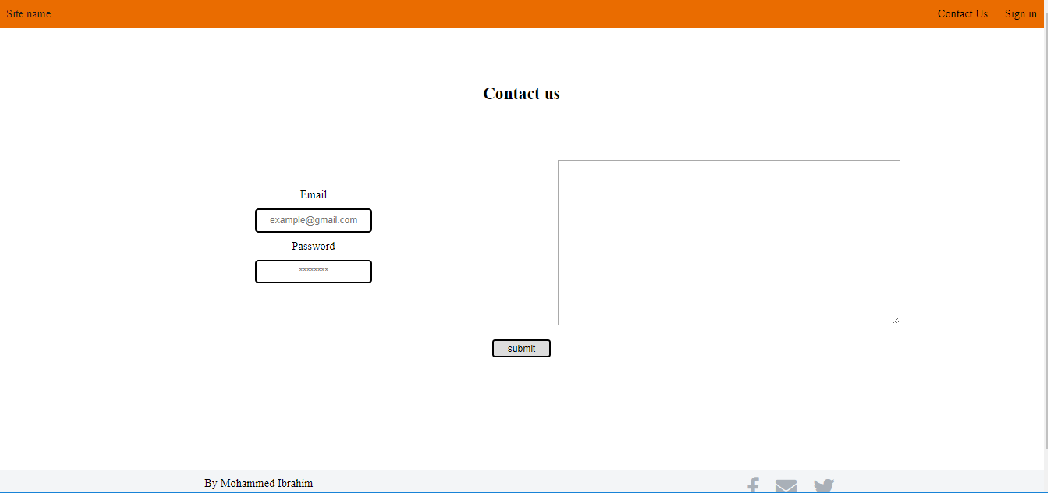 Site name
Contact Us
Sign in
Contact us
Email
example@gmail.com
Password
********
submit
By Mohammed Ibrahim